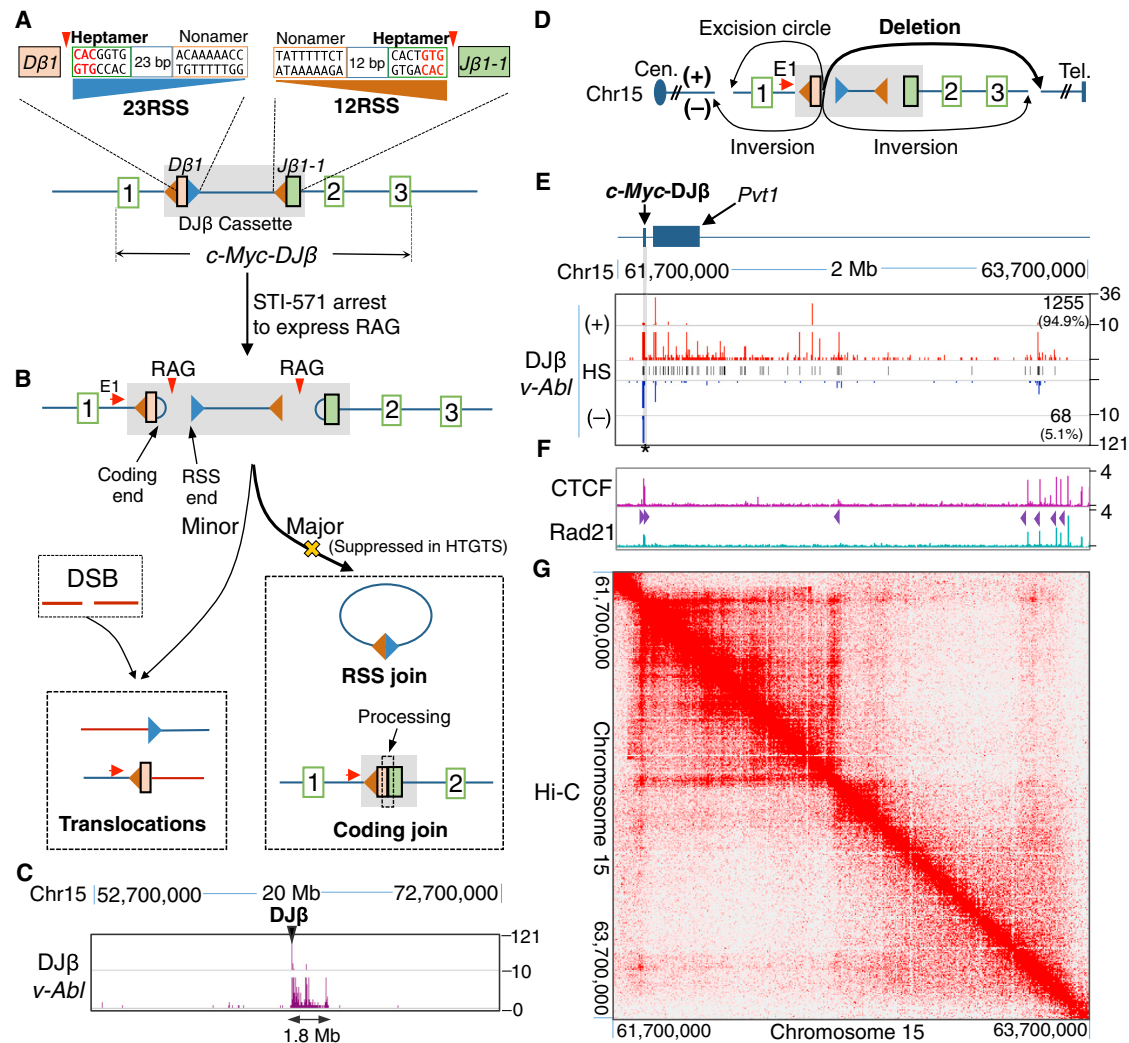 A
Heptamer Nonamer Nonamer Heptamer
Dβ1 CACGGTG 23 bp ACAAAAACC TATTTTTCT 12 bp CACTGTG Jβ1-1
GTGCCAC TGTTTTTGG ATAAAAAGA GTGACAC
23RSS 12RSS
Dβ1 Jβ1-1
1 2 3
DJβ Cassette
c-Myc-DJβ
STI-571 arrest
to express RAG
B
RAG RAG
E1
1 2 3
Coding
end
RSS
end
Minor Major
(Suppressed in HTGTS)
DSB
RSS join
Processing
1 2
Translocations
Coding join
C
Chr15 52,700,000 20 Mb 72,700,000
DJβ
121
DJβ
v-Abl
10
0
1.8 Mb
D
Excision circle Deletion
Cen. (+) E1 Tel.
Chr15 1 2 3
(–)
Inversion Inversion
E
c-Myc-DJβ Pvt1
Chr15 61,700,000 2 Mb 63,700,000
36
1255
(94.9%)
(+) 10
DJβ
v-Abl
HS
(–) 68 10
(5.1%)
121
*
F
CTCF 4
Rad21 4
G
61,700,000
Hi-C
Chromosome 15
63,700,000
61,700,000 Chromosome 15 63,700,000